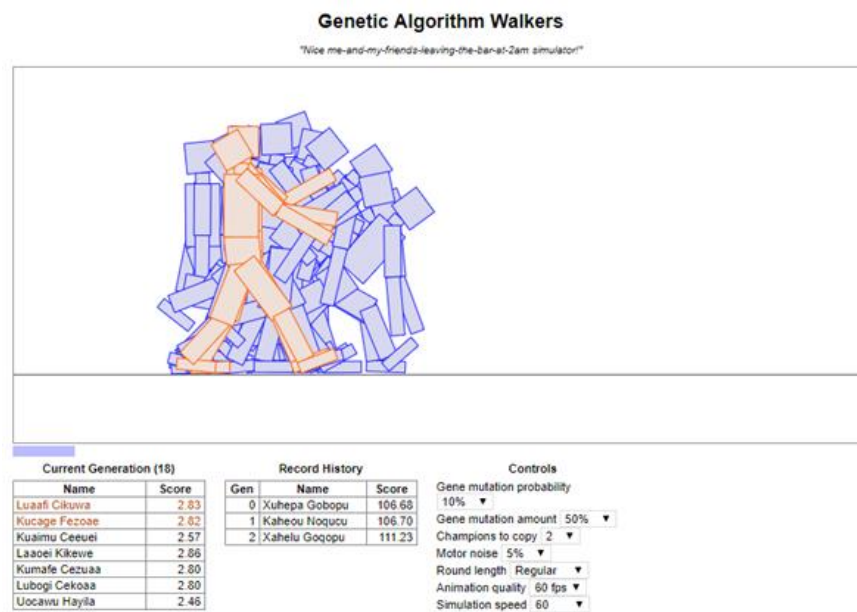 Genetic Algorithm Walkers
"Nice me-and-my-friends-leaving-the-bar-at-2am simulator!"
Current Generation (18)
Name Score
Luaafi Cikuwa 2.83
Kucage Fezoae 2.82
Kuaimu Ceeuei 2.57
Laaoei Kikewe 2.86
Kumafe Cezuaa 2.80
Lubogi Cekoaa 2.80
Uocawu Hayila 2.46
Record History
Gen Name Score
0 Xuhepa Gobopu 106.68
1 Kaheou Noqucu 106.70
2 Xahelu Goqopu 111.23
Controls
Gene mutation probability
10% ▼
Gene mutation amount 50% ▼
Champions to copy 2 ▼
Motor noise 5% ▼
Round length Regular ▼
Animation quality 60 fps ▼
Simulation speed 60 ▼